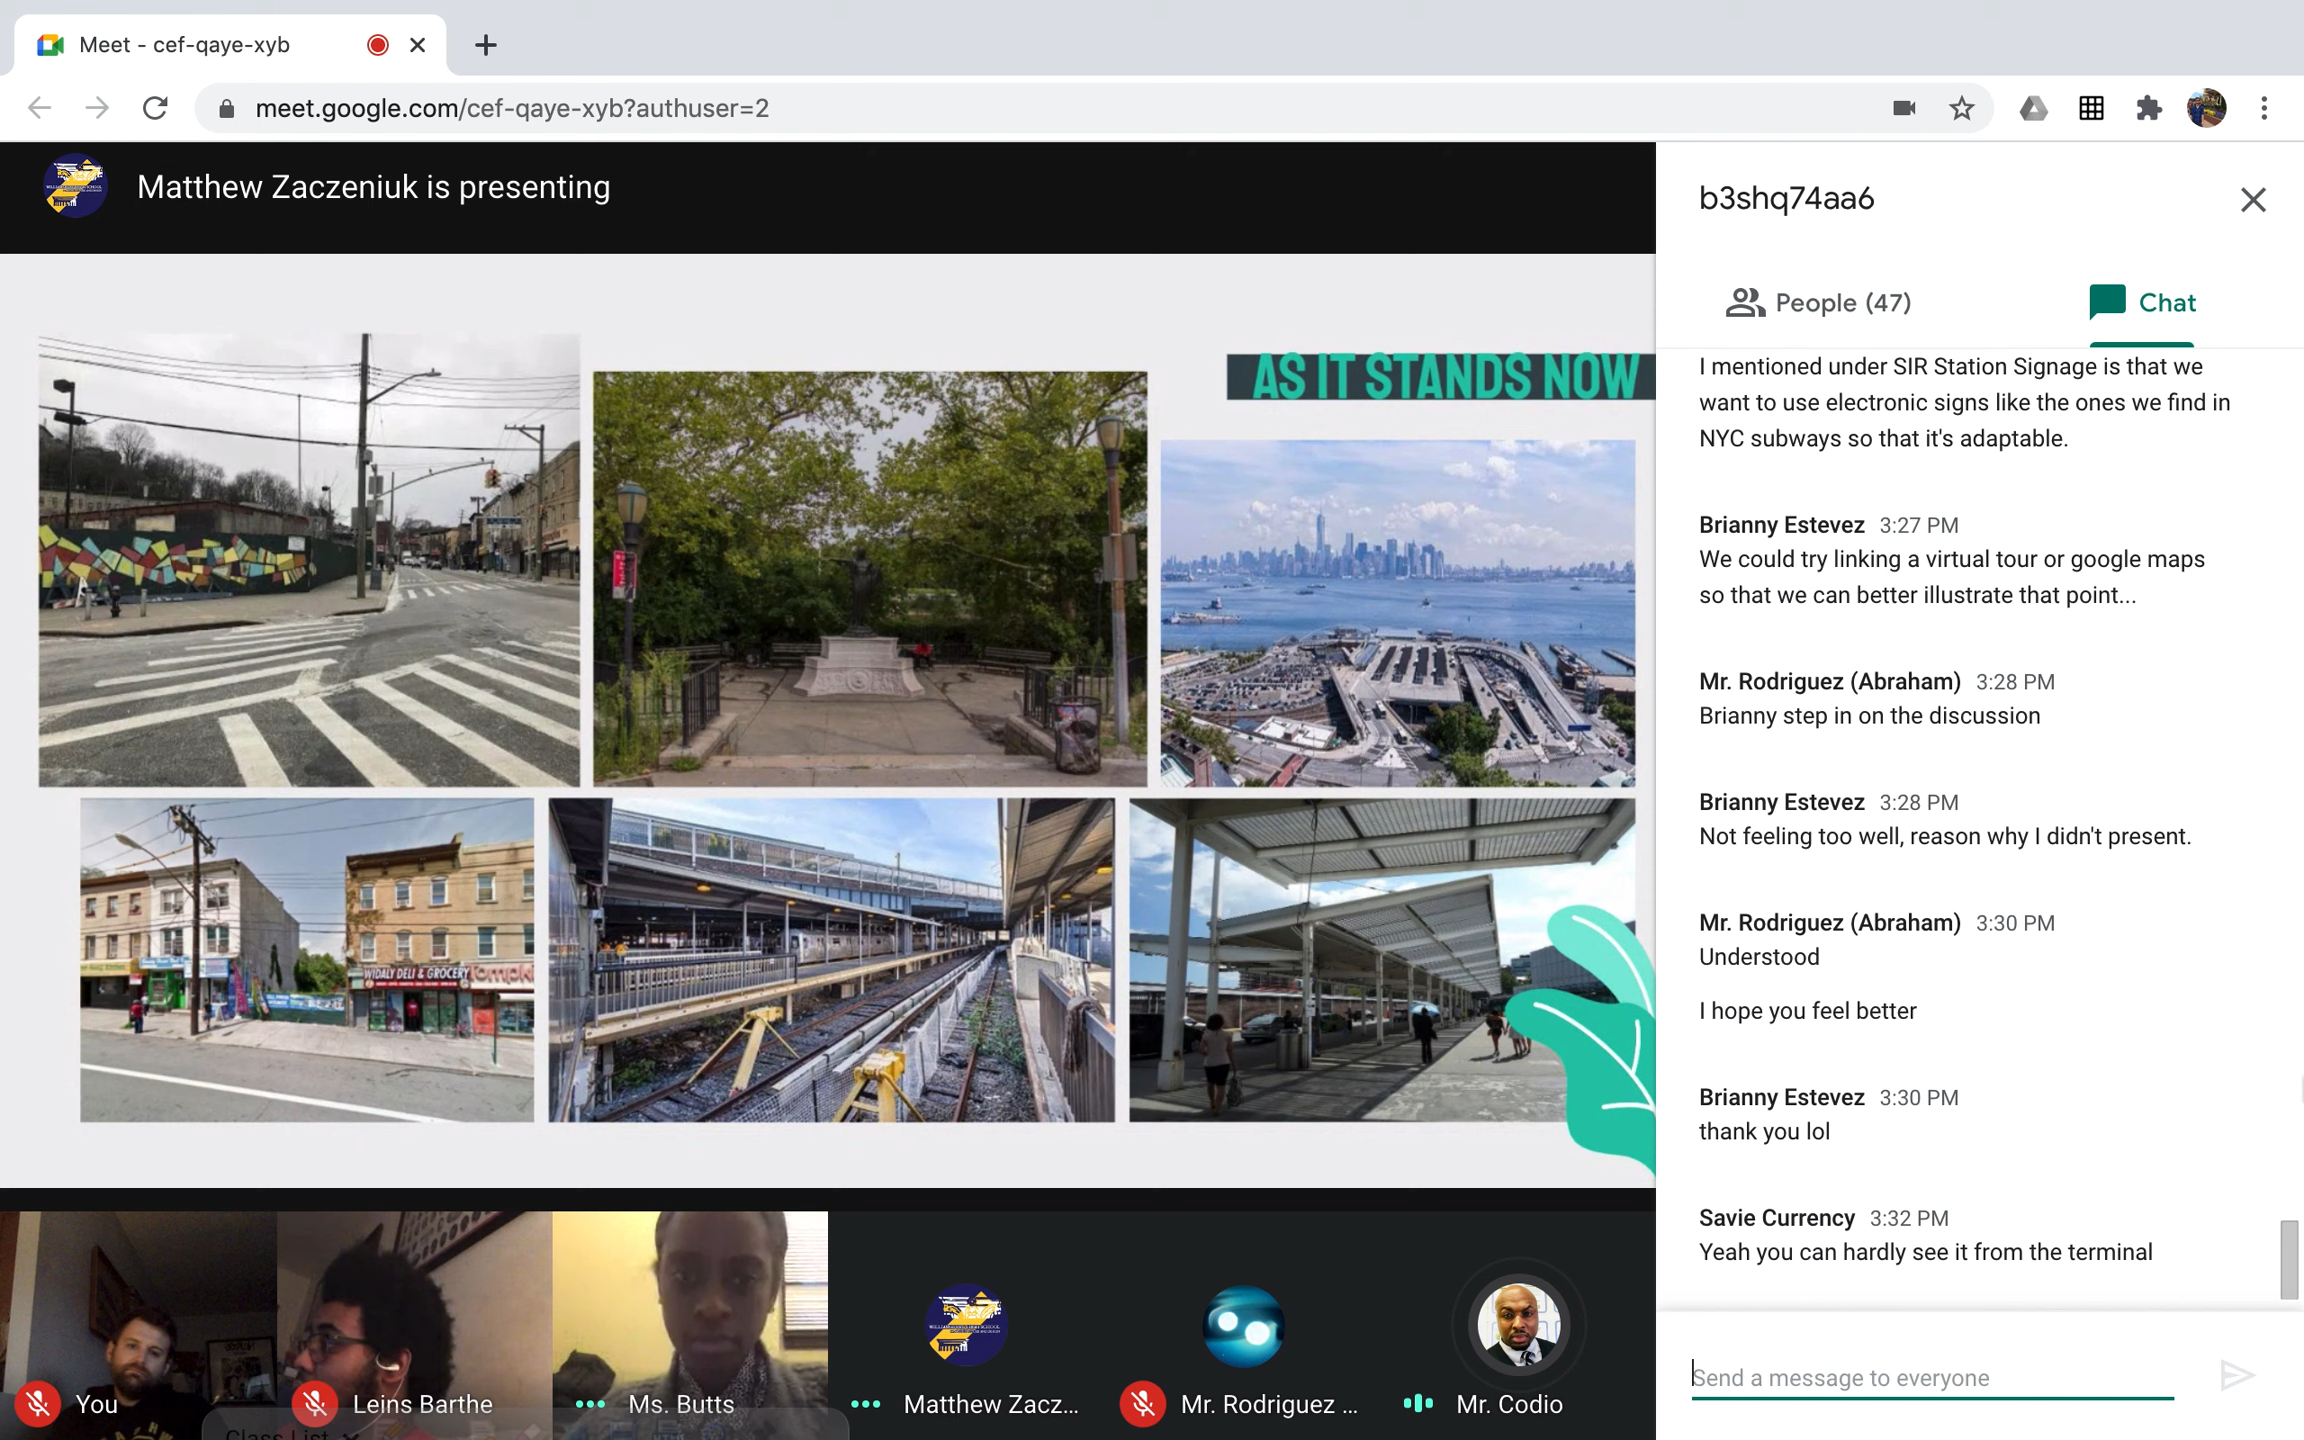 Meet - cef-qaye-xyb
meet.google.com/cef-qaye-xyb?authuser=2
Matthew Zaczeniuk is presenting
AS IT STANDS NOW
WIDALY DELI & GROCERY
b3shq74aa6
People (47)
Chat
I mentioned under SIR Station Signage is that we
want to use electronic signs like the ones we find in
NYC subways so that it's adaptable.
Brianny Estevez 3:27 PM
We could try linking a virtual tour or google maps
so that we can better illustrate that point...
Mr. Rodriguez (Abraham) 3:28 PM
Brianny step in on the discussion
Brianny Estevez 3:28 PM
Not feeling too well, reason why I didn't present.
Mr. Rodriguez (Abraham) 3:30 PM
Understood
I hope you feel better
Brianny Estevez 3:30 PM
thank you lol
Savie Currency 3:32 PM
Yeah you can hardly see it from the terminal
Send a message to everyone
You
Leins Barthe
Ms. Butts
Matthew Zacz...
Mr. Rodriguez ...
Mr. Codio
Class List